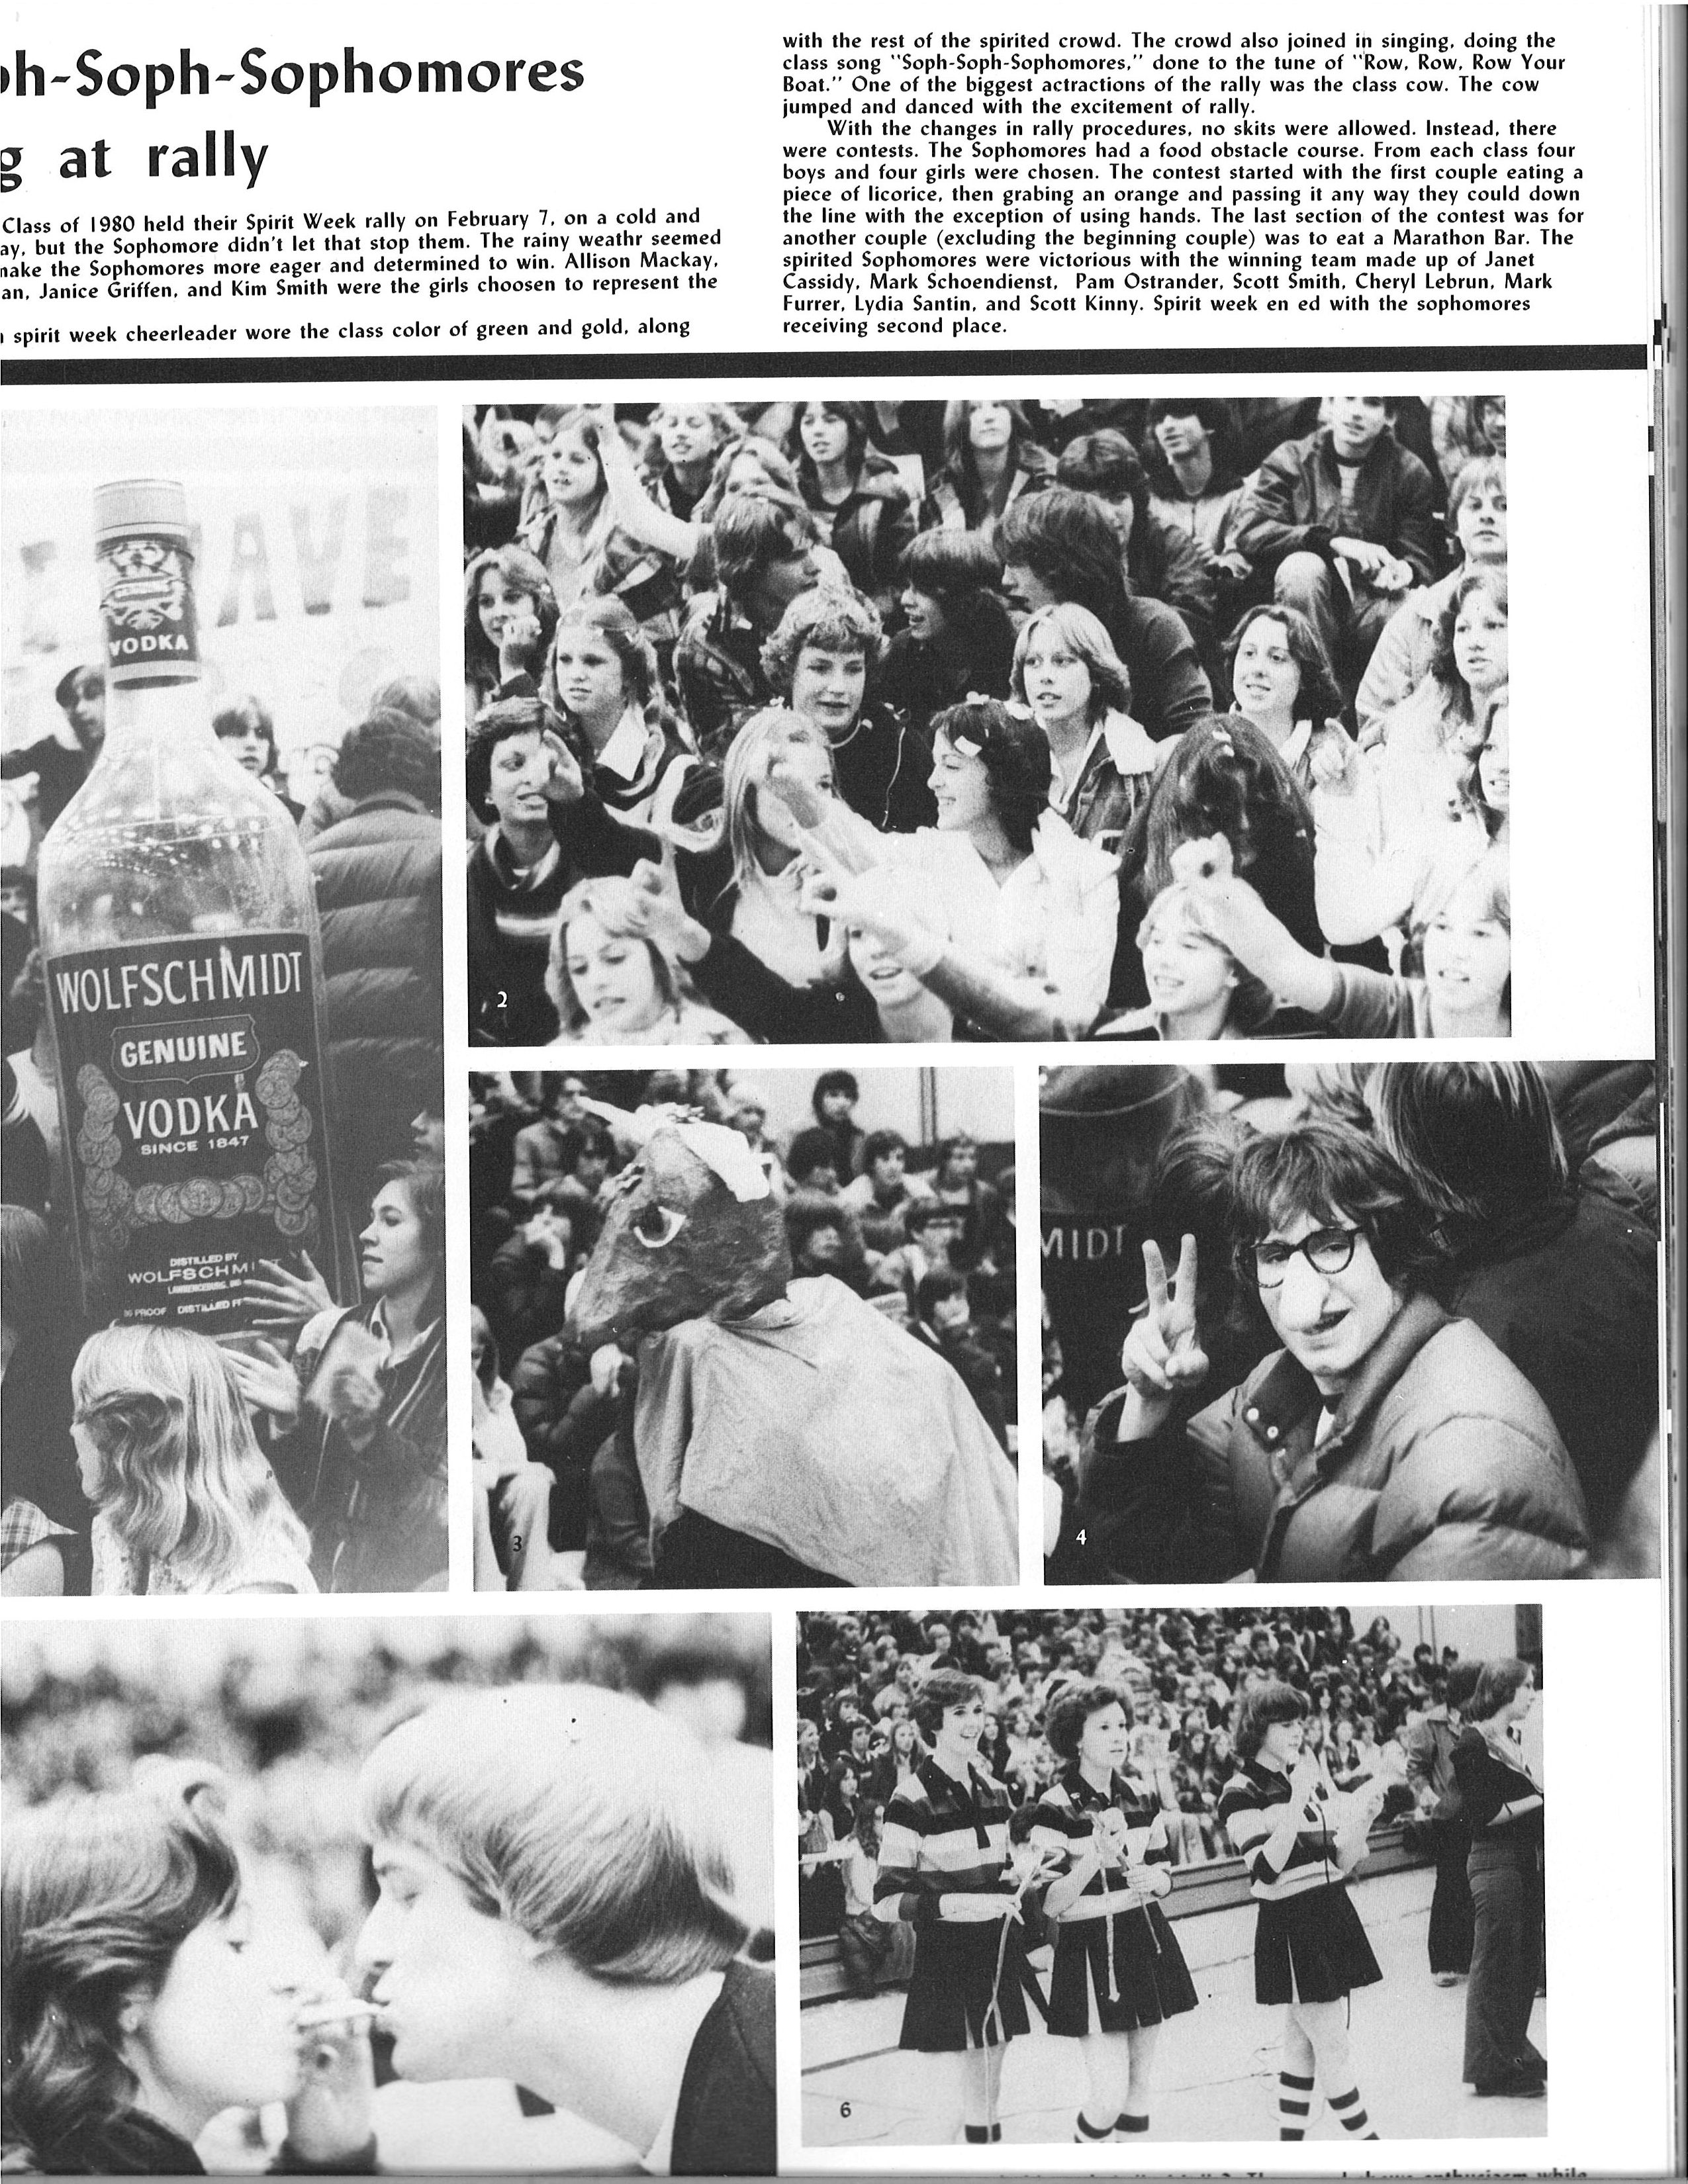 ph-Soph-Sophomores
g at rally
Class of 1980 held their Spirit Week rally on February 7, on a cold and
ay, but the Sophomore didn't let that stop them. The rainy weathr seemed
make the Sophomores more eager and determined to win. Allison Mackay,
an, Janice Griffen, and Kim Smith were the girls choosen to represent the
spirit week cheerleader wore the class color of green and gold, along
with the rest of the spirited crowd. The crowd also joined in singing, doing the
class song "Soph-Soph-Sophomores," done to the tune of "Row, Row, Row Your
Boat." One of the biggest actractions of the rally was the class cow. The cow
jumped and danced with the excitement of rally.
With the changes in rally procedures, no skits were allowed. Instead, there
were contests. The Sophomores had a food obstacle course. From each class four
boys and four girls were chosen. The contest started with the first couple eating a
piece of licorice, then grabing an orange and passing it any way they could down
the line with the exception of using hands. The last section of the contest was for
another couple (excluding the beginning couple) was to eat a Marathon Bar. The
spirited Sophomores were victorious with the winning team made up of Janet
Cassidy, Mark Schoendienst, Pam Ostrander, Scott Smith, Cheryl Lebrun, Mark
Furrer, Lydia Santin, and Scott Kinny. Spirit week en ed with the sophomores
receiving second place.
AVE
VODKA
WOLFSCHMIDT
GENUINE
VODKA
SINCE 1847
DISTILLED BY
WOLFSCHMI
PROOF DISTILLED
2
3
MIDT
4
6